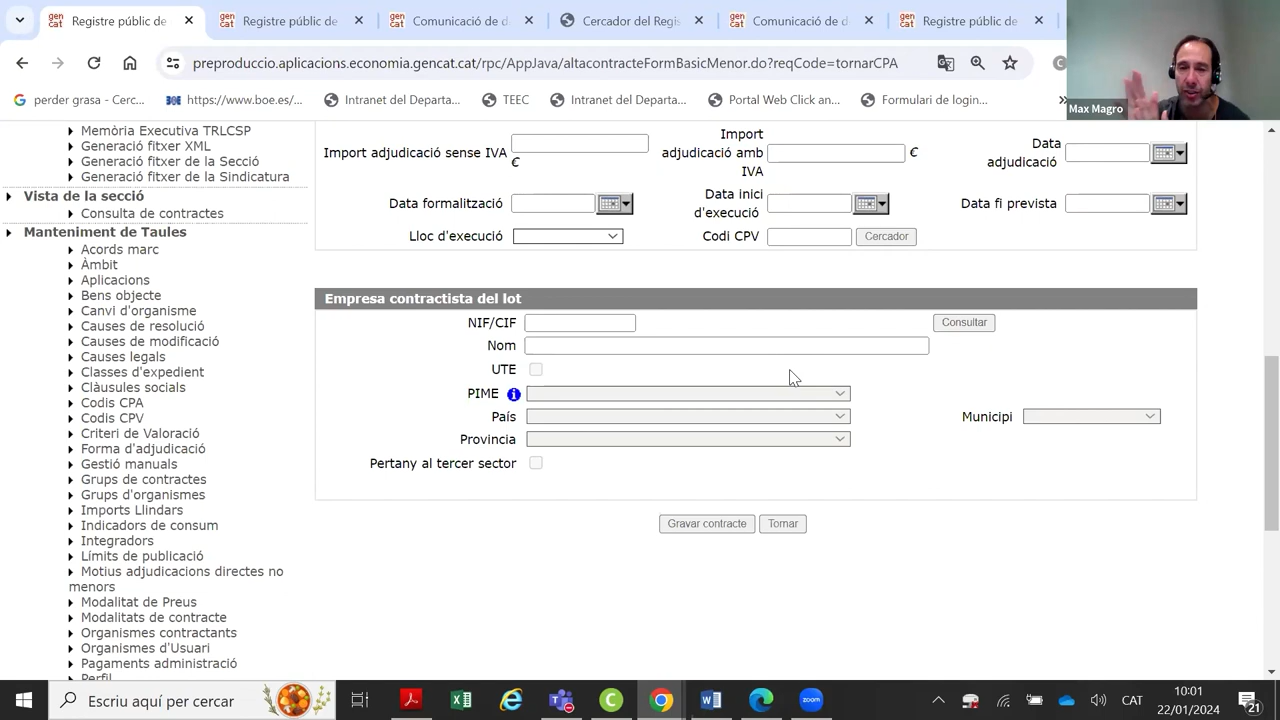 Registre públic de
Registre públic de
Comunicació de d
Cercador del Regis
Comunicació de d
Registre públic de
preproduccio.aplicacions.economia.gencat.cat/rpc/AppJava/altacontracteFormBasicMenor.do?reqCode=tornarCPA
perder grasa - Cerc...
https://www.boe.es/...
Intranet del Departa...
TEEC
Intranet del Departa...
Portal Web Click an...
Formulari de login...
Max Magro
Memòria Executiva TRLCSP
Generació fitxer XML
Generació fitxer de la Secció
Generació fitxer de la Sindicatura
Vista de la secció
Consulta de contractes
Manteniment de Taules
Acords marc
Àmbit
Aplicacions
Bens objecte
Canvi d'organisme
Causes de resolució
Causes de modificació
Causes legals
Classes d'expedient
Clàusules socials
Codis CPA
Codis CPV
Criteri de Valoració
Forma d'adjudicació
Gestió manuals
Grups de contractes
Grups d'organismes
Imports Llindars
Indicadors de consum
Integradors
Límits de publicació
Motius adjudicacions directes no
menors
Modalitat de Preus
Modalitats de contracte
Organismes contractants
Organismes d'Usuari
Pagaments administració
Perfil
Import adjudicació sense IVA
€
Import
adjudicació amb
IVA
€
Data
adjudicació
Data formalització
Data inici
d'execució
Data fi prevista
Lloc d'execució
Codi CPV
Cercador
Empresa contractista del lot
NIF/CIF
Consultar
Nom
UTE
PIME
País
Municipi
Provincia
Pertany al tercer sector
Gravar contracte
Tornar
Escriu aquí per cercar
zoom
CAT
10:01
22/01/2024
21